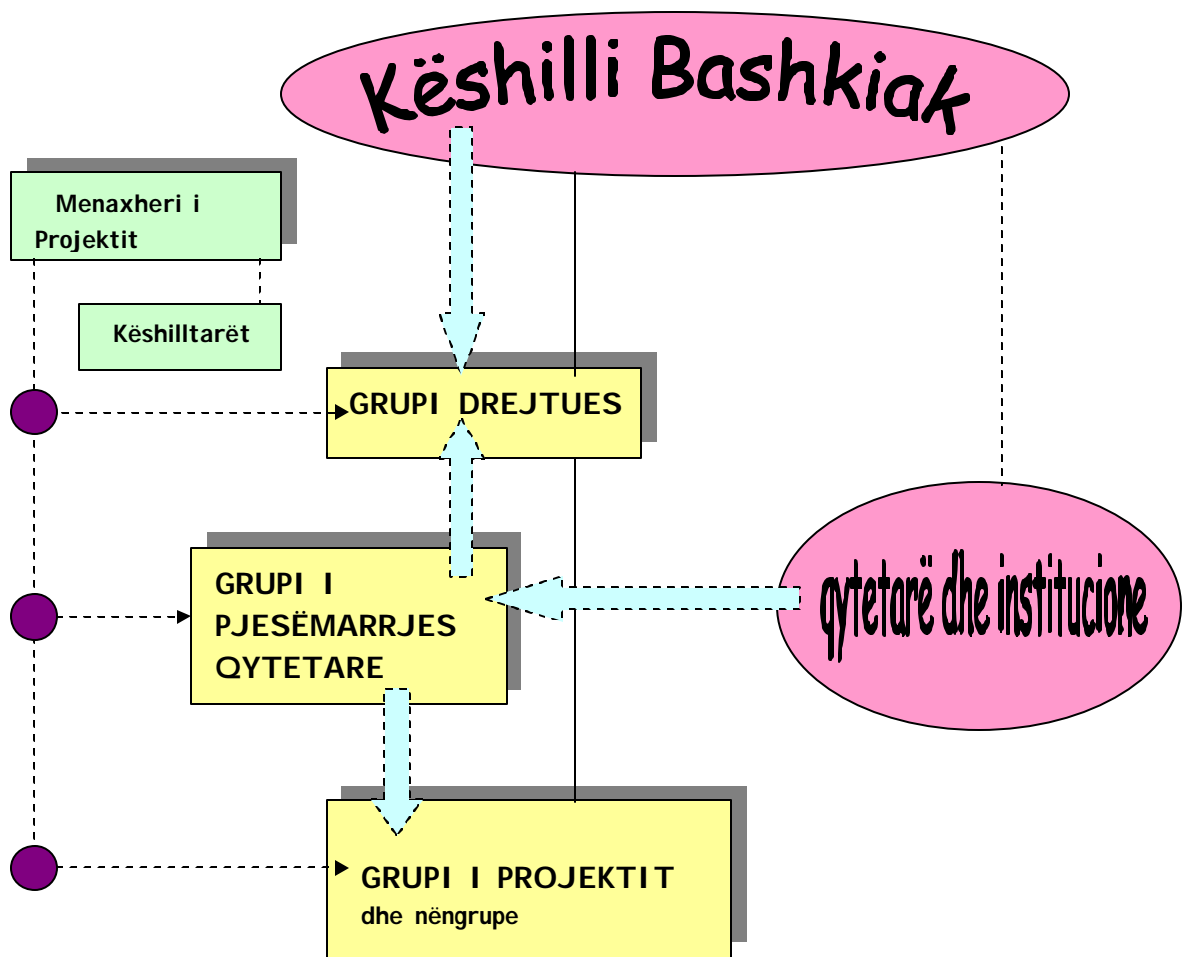 Këshilli Bashkiak
Menaxheri i
Projektit
Këshilltarët
GRUPI DREJTUES
GRUPI I
PJESËMARRJES
QYTETARE
qytetarë dhe institucione
GRUPI I PROJEKTIT
dhe nëngrupe